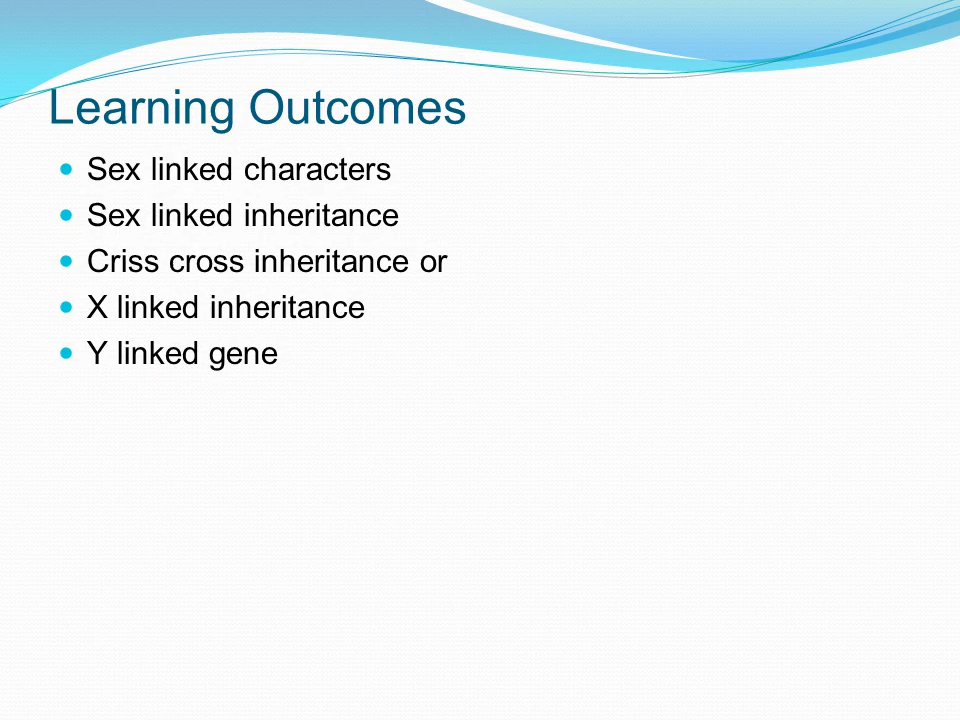 Learning Outcomes
Sex linked characters
Sex linked inheritance
Criss cross inheritance or
X linked inheritance
Y linked gene